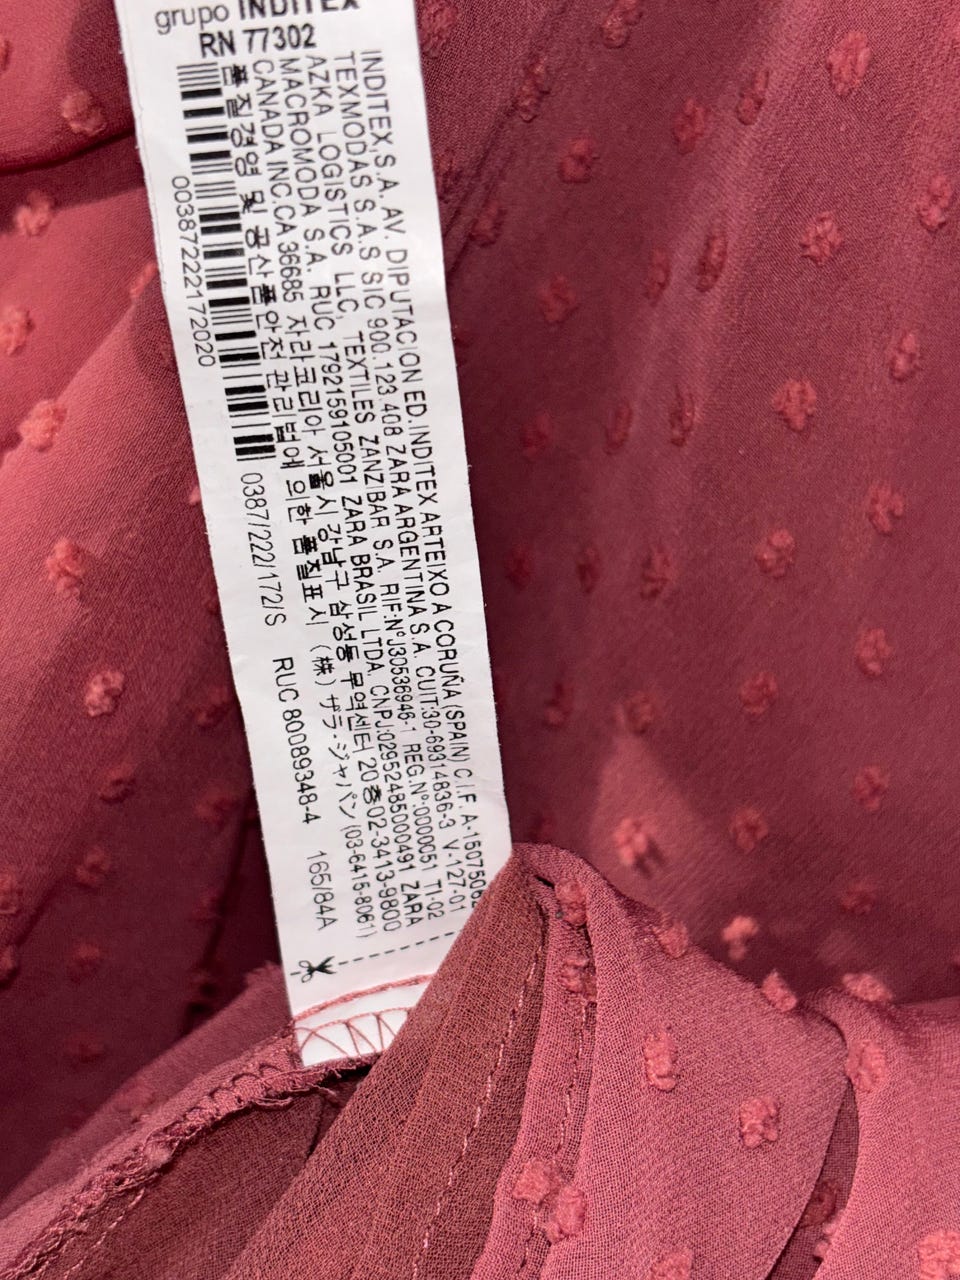 grupo INDITEX
RN 77302
INDITEX,S.A. AV. DIPUTACION ED.INDITEX ARTEIXO A CORUÑA (SPAIN) C.I.F. A-1507506
TEXMODAS S.A.S SIC 900.123.408 ZARA ARGENTINA S.A. CUIT:30-69314836-3 V-127-01
AZKA LOGISTICS LLC, TEXTILES ZANZIBAR S.A. RIF-Nº J30536946-1 REG.Nº:0000051 TI-02
MACROMODA S.A. RUC 1792159105001 ZARA BRASIL LTDA. CNPJ:02952485000491 ZARA
CANADA INC.CA 36685 자라코리아 서울시 강남구 삼성동 무역센터 20층02-3413-9800
품질경영 및 공산품안전 관리법에 의한 품질표시 (株) ザラ・ジャパン (03-6415-8061)
00387222172020
0387/222/172/S RUC 80089348-4 165/84A